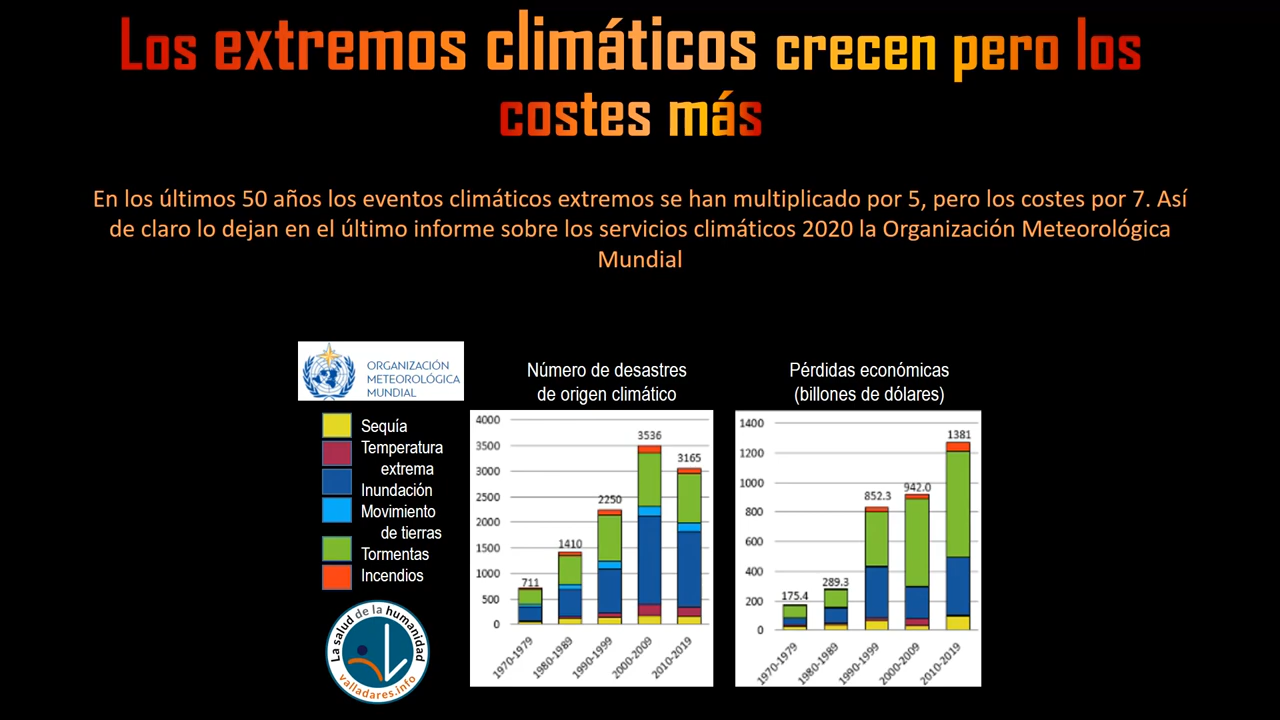 Los extremos climáticos crecen pero los
costes más
En los últimos 50 años los eventos climáticos extremos se han multiplicado por 5, pero los costes por 7. Así
de claro lo dejan en el último informe sobre los servicios climáticos 2020 la Organización Meteorológica
Mundial
ORGANIZACIÓN
METEOROLÓGICA
MUNDIAL
Sequía
Temperatura
extrema
Inundación
Movimiento
de tierras
Tormentas
Incendios
La salud de la humanidad
valladares.info
Número de desastres
de origen climático
4000
3500
3000
2500
2000
1500
1000
500
0
711
1410
2250
3536
3165
1970-1979
1980-1989
1990-1999
2000-2009
2010-2019
Pérdidas económicas
(billones de dólares)
1400
1200
1000
800
600
400
200
0
175.4
289.3
852.3
942.0
1381
1970-1979
1980-1989
1990-1999
2000-2009
2010-2019